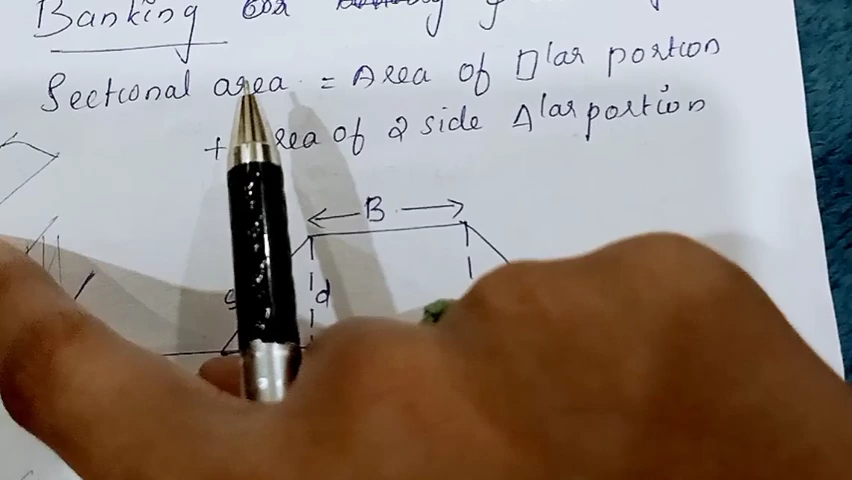 Banking
Sectional area = Area of □lar portion
+ Area of 2 side Δlar portion
B
d